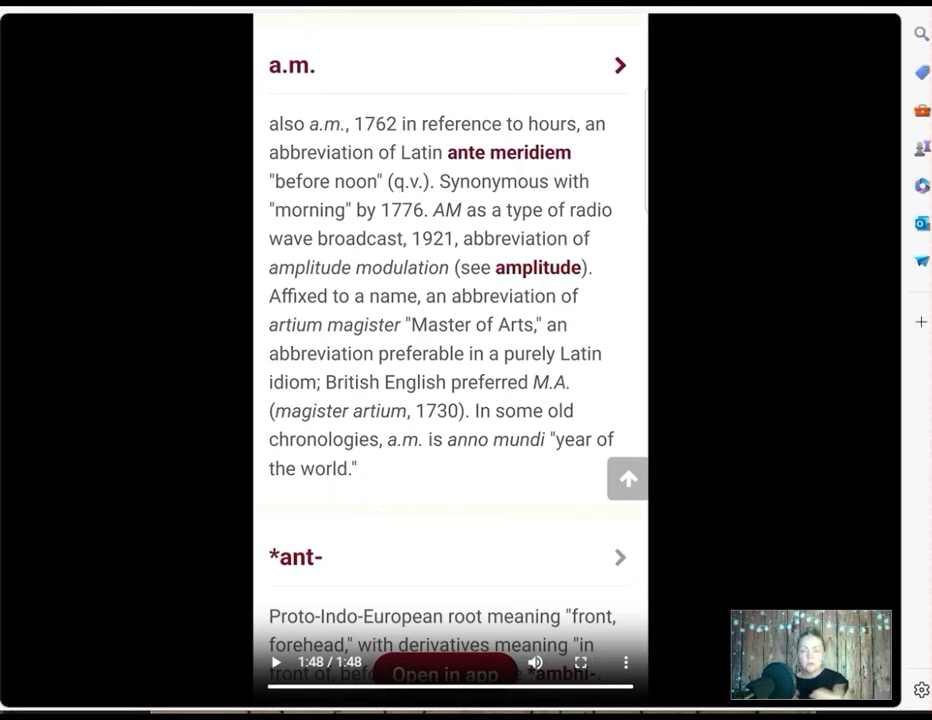 a.m.
also a.m., 1762 in reference to hours, an
abbreviation of Latin ante meridiem
"before noon" (q.v.). Synonymous with
"morning" by 1776. AM as a type of radio
wave broadcast, 1921, abbreviation of
amplitude modulation (see amplitude).
Affixed to a name, an abbreviation of
artium magister "Master of Arts," an
abbreviation preferable in a purely Latin
idiom; British English preferred M.A.
(magister artium, 1730). In some old
chronologies, a.m. is anno mundi "year of
the world."
*ant-
Proto-Indo-European root meaning "front,
forehead," with derivatives meaning "in
front of, *ambhi-.
1:48 / 1:48
Open in app